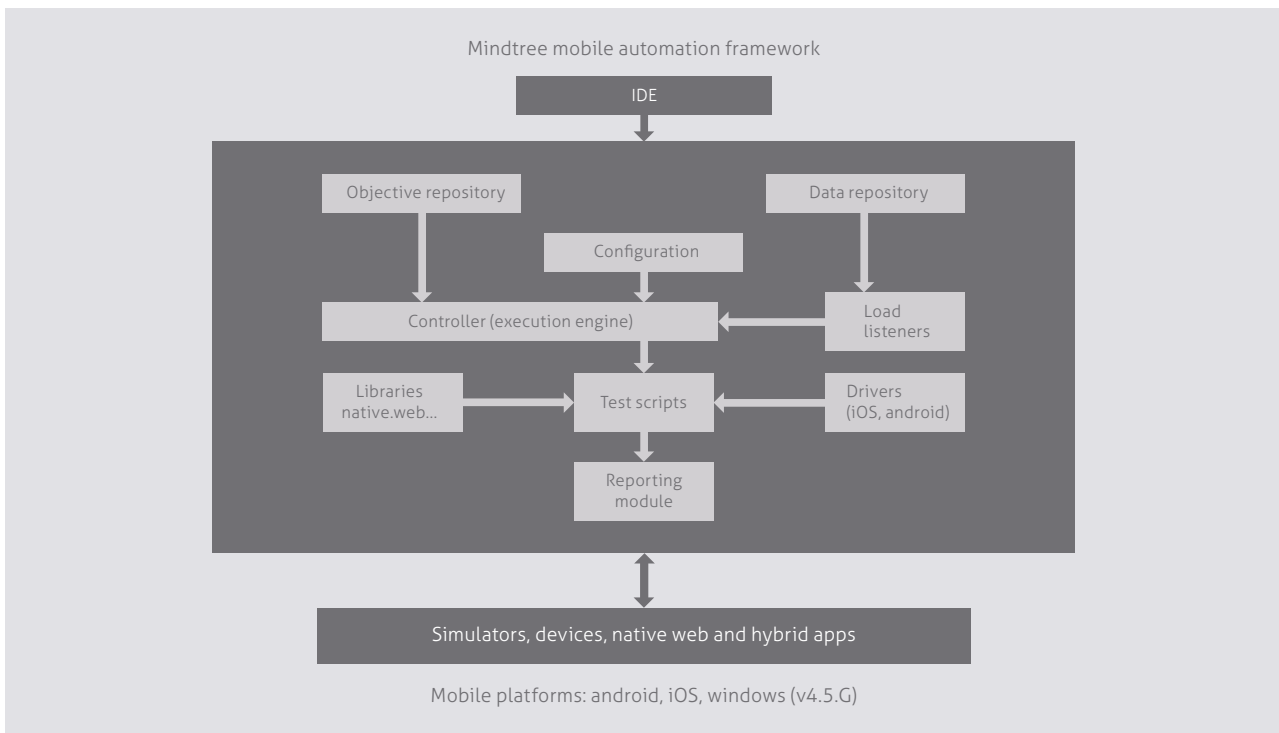 Mindtree mobile automation framework
IDE
Objective repository
Data repository
Configuration
Controller (execution engine)
Load
listeners
Libraries
native.web...
Test scripts
Drivers
(iOS, android)
Reporting
module
Simulators, devices, native web and hybrid apps
Mobile platforms: android, iOS, windows (v4.5.G)